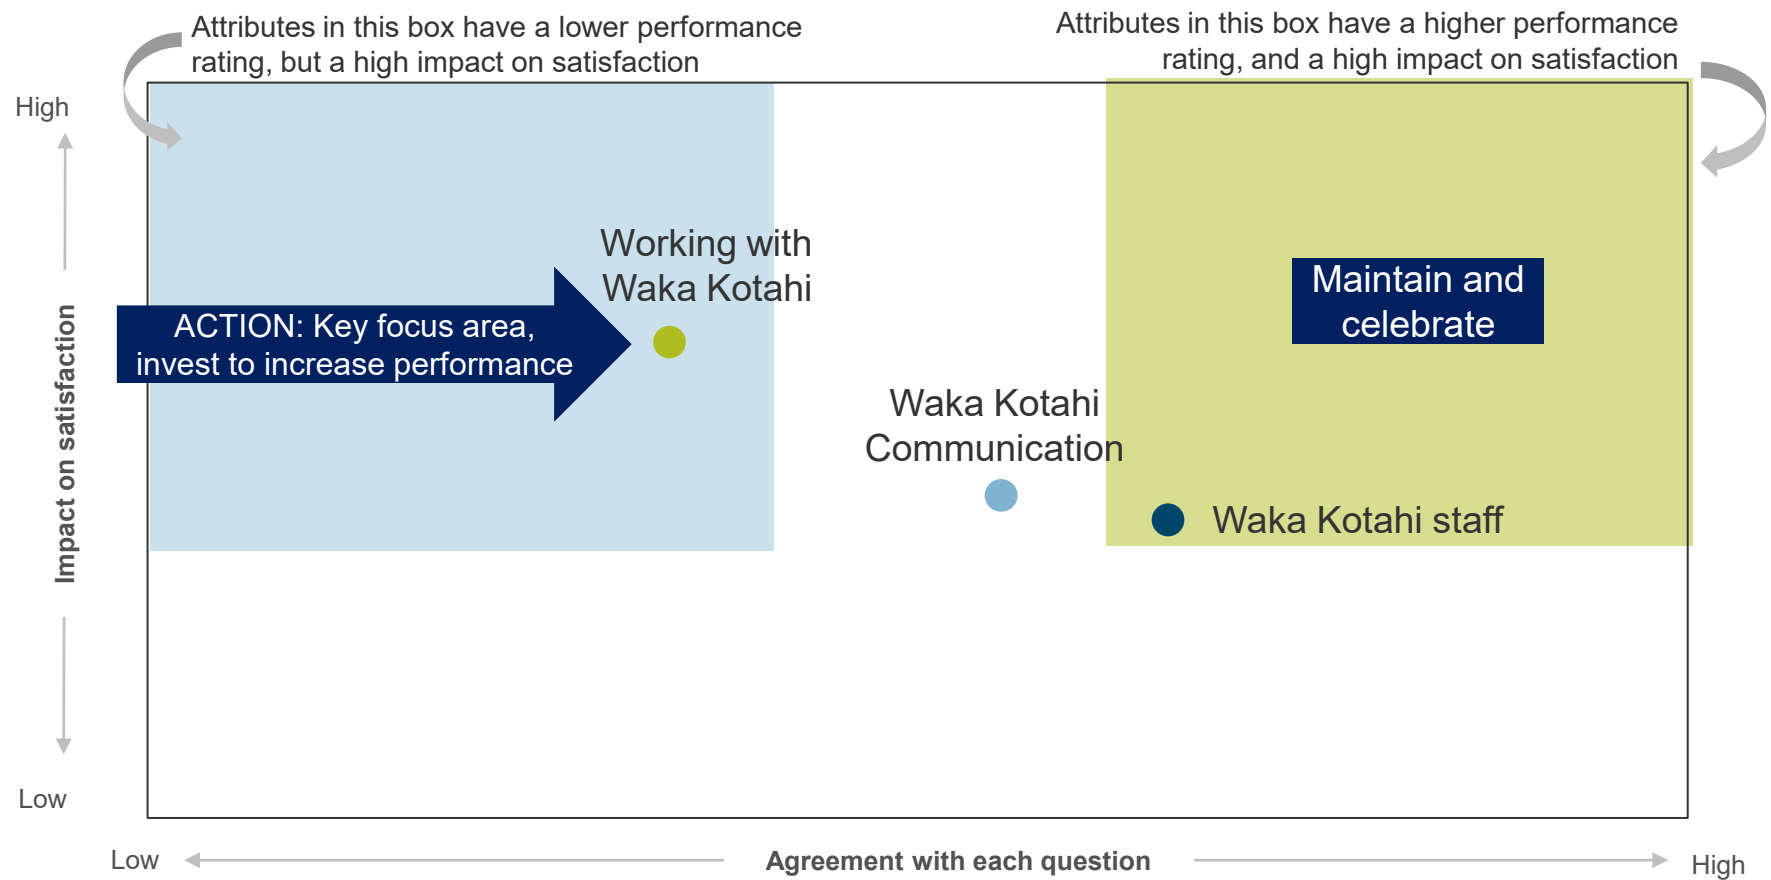 Attributes in this box have a lower performance
rating, but a high impact on satisfaction
Attributes in this box have a higher performance
rating, and a high impact on satisfaction
High
Working with
Waka Kotahi
Maintain and
celebrate
ACTION: Key focus area,
invest to increase performance
Impact on satisfaction
Waka Kotahi
Communication
Waka Kotahi staff
Low
Low
Agreement with each question
High